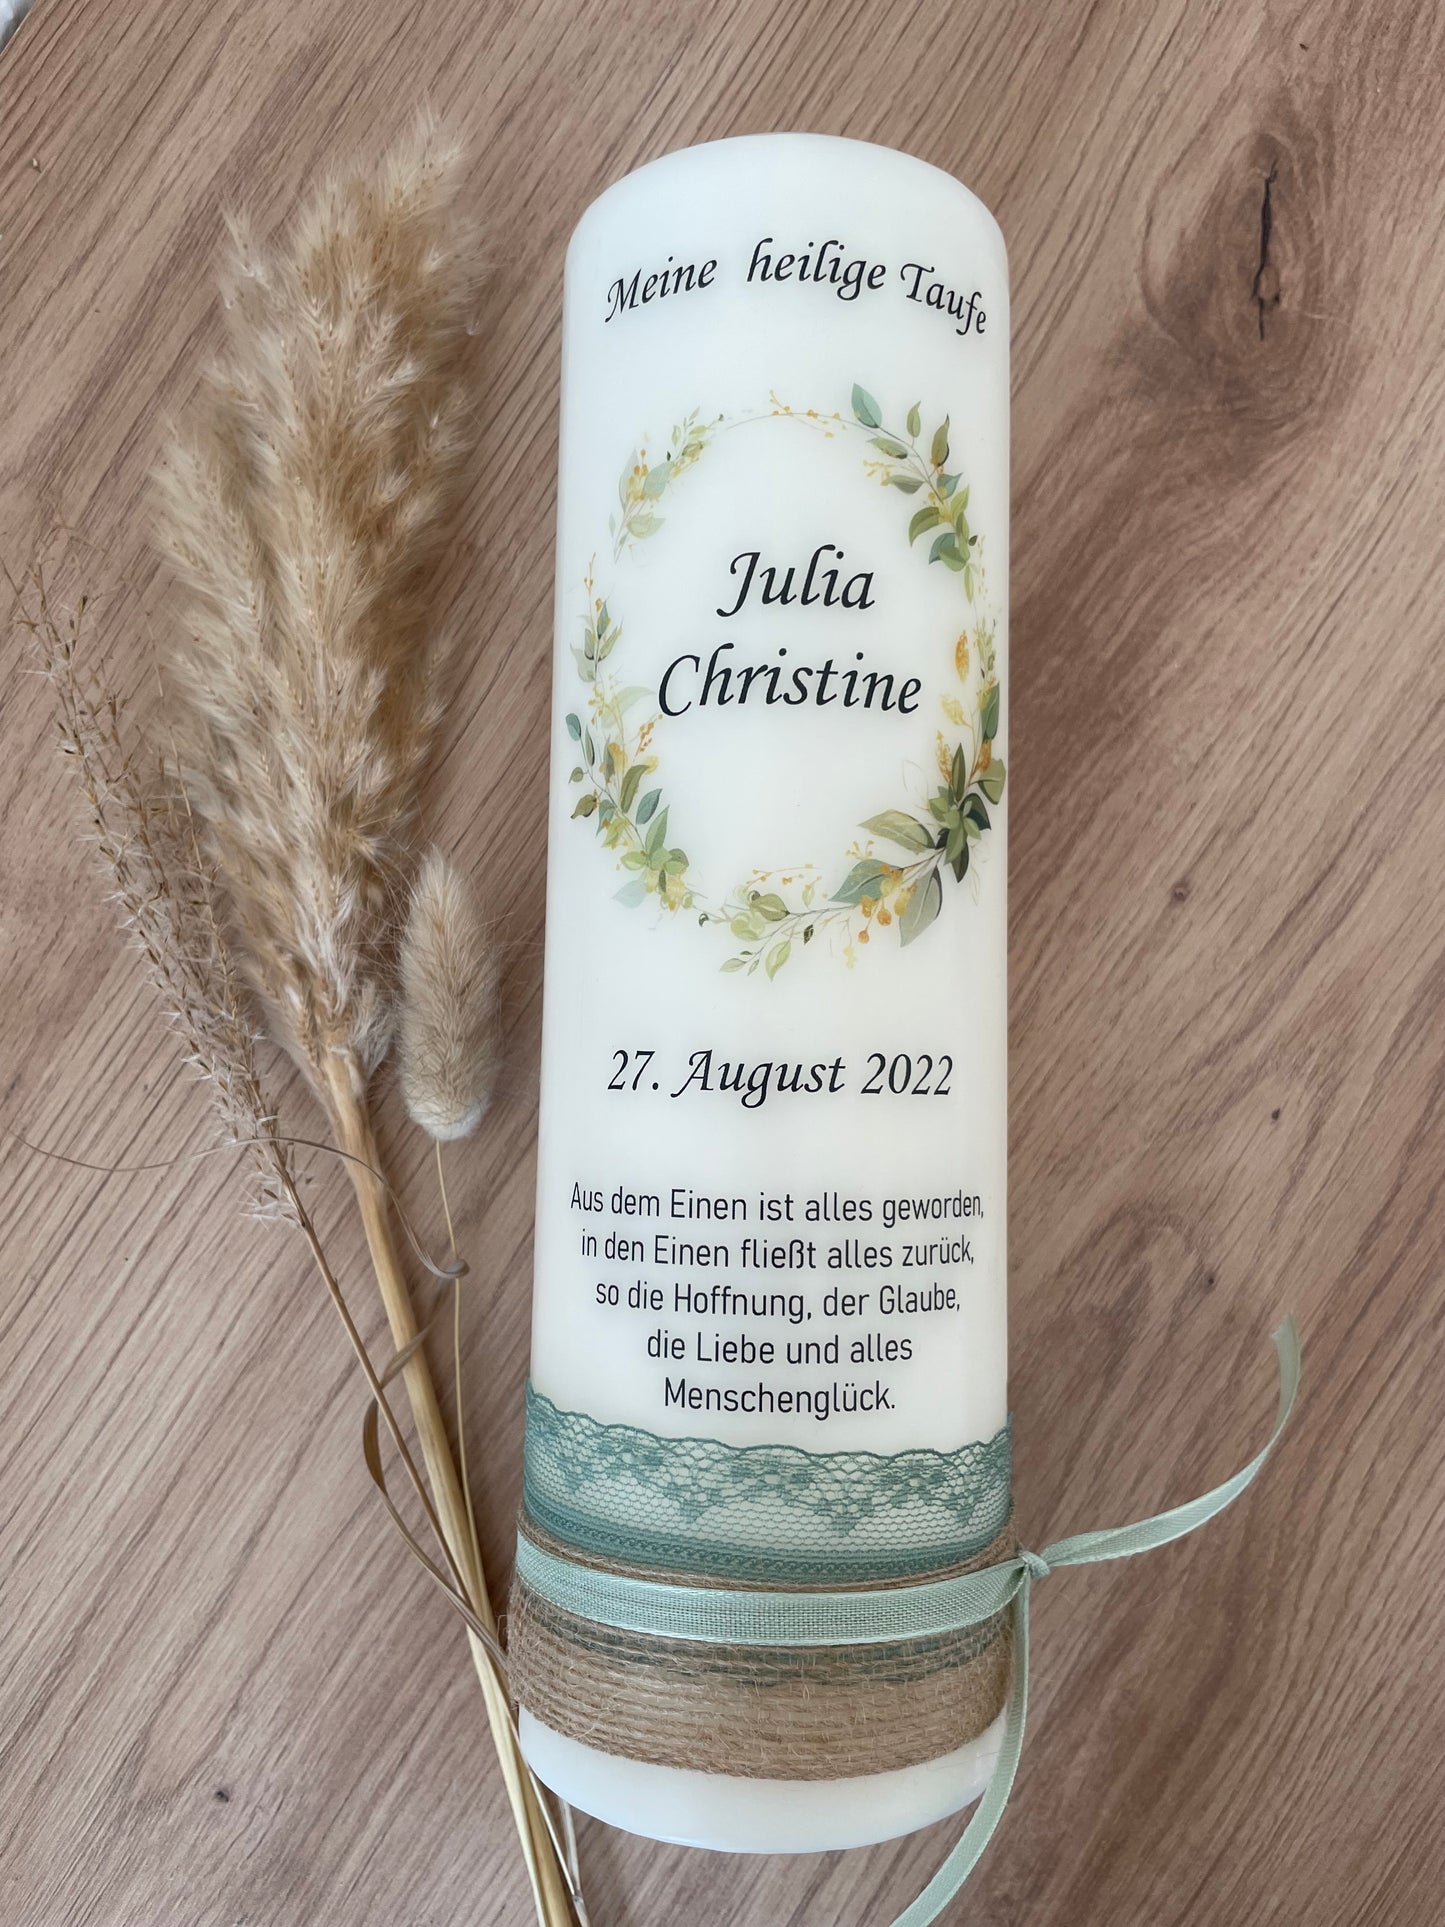 Meine heilige Taufe
Julia
Christine
27. August 2022
Aus dem Einen ist alles geworden,
in den Einen fließt alles zurück,
so die Hoffnung, der Glaube,
die Liebe und alles
Menschenglück.